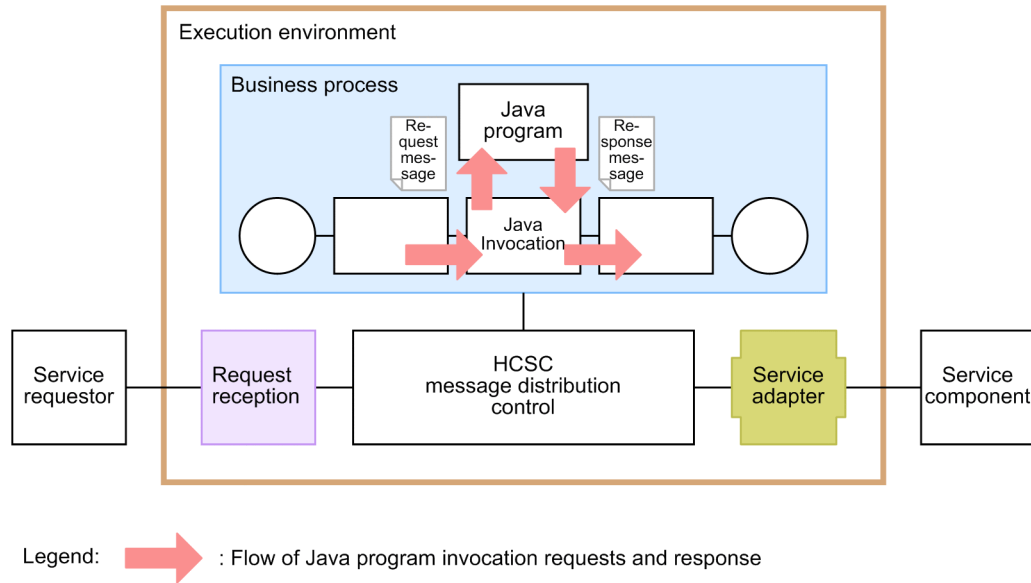 Execution environment
Business process
Java
program
Re-
quest
mes-
sage
Re-
sponse
mes-
sage
Java
Invocation
Service
requestor
Request
reception
HCSC
message distribution
control
Service
adapter
Service
component
Legend:
: Flow of Java program invocation requests and response